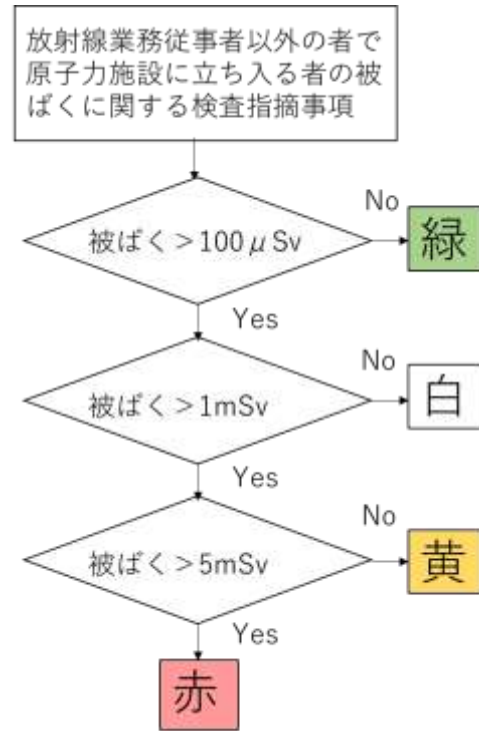 放射線業務従事者以外の者で
原子力施設に立ち入る者の被
ばくに関する検査指摘事項
被ばく＞100μSv
No
緑
Yes
被ばく＞1mSv
No
白
Yes
被ばく＞5mSv
No
黄
Yes
赤